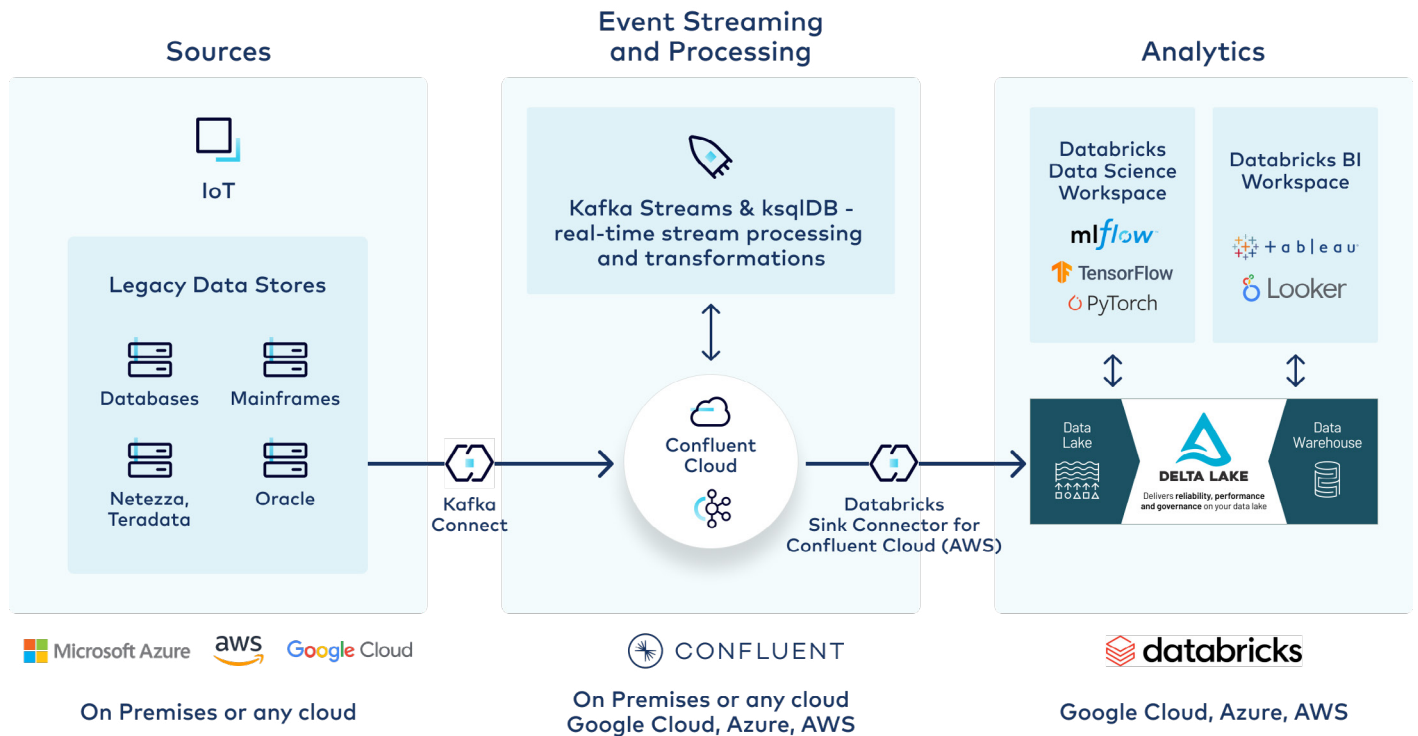 Sources
IoT
Legacy Data Stores
Databases
Mainframes
Netezza,
Teradata
Oracle
Microsoft Azure
aws
Google Cloud
On Premises or any cloud
Kafka
Connect
Event Streaming
and Processing
Kafka Streams & ksqlDB -
real-time stream processing
and transformations
Confluent
Cloud
CONFLUENT
On Premises or any cloud
Google Cloud, Azure, AWS
Databricks
Sink Connector for
Confluent Cloud (AWS)
Analytics
Databricks
Data Science
Workspace
mlflow
TensorFlow
PyTorch
Databricks BI
Workspace
+ableau
Looker
Data
Lake
DELTA LAKE
Delivers reliability, performance
and governance on your data lake
Data
Warehouse
databricks
Google Cloud, Azure, AWS